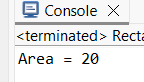 Console
<terminated> Recta
Area = 20